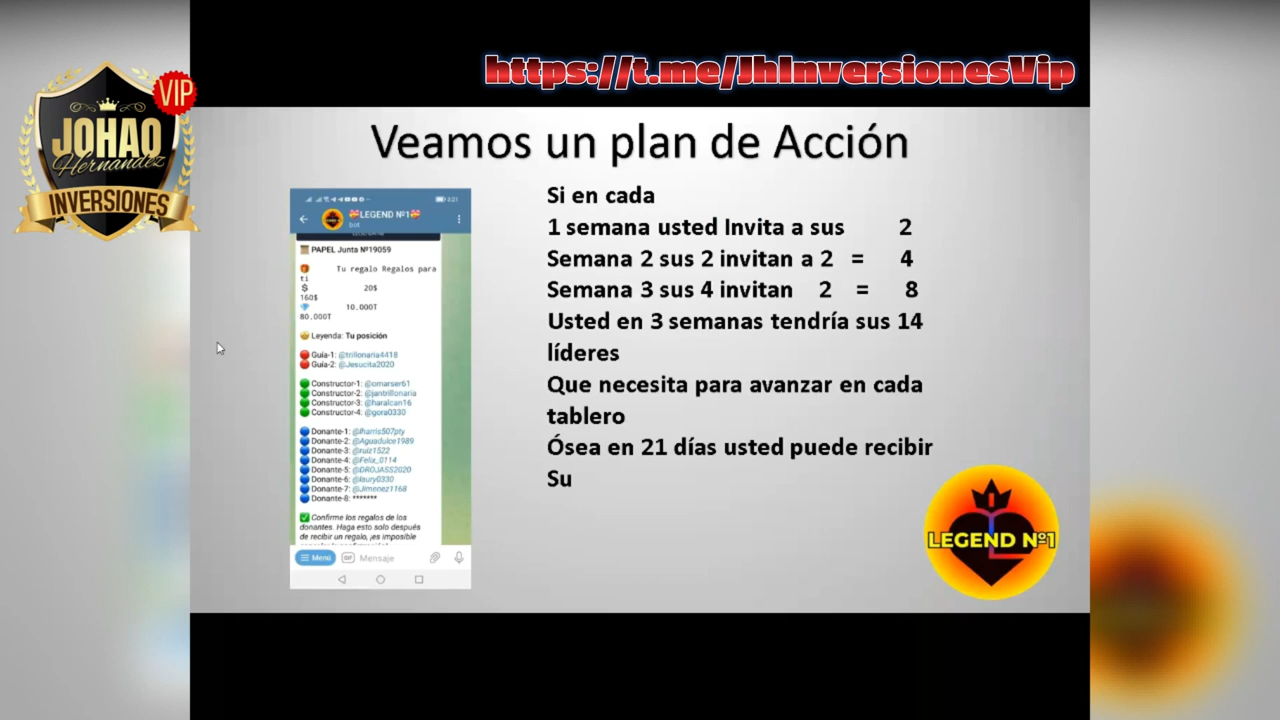 https://t.me/JhInversionesVip
VIP
JOHAO
Hernandez
INVERSIONES
Veamos un plan de Acción
3:21
LEGEND Nº1
bot
PAPEL Junta Nº19059
Tu regalo Regalos para
ti
$ 20$
160$
10.000T
80.000T
Leyenda: Tu posición
Guía-1: @trillonaria4418
Guía-2: @Jesucita2020
Constructor-1: @omarser61
Constructor-2: @jantrillonaria
Constructor-3: @haralcan16
Constructor-4: @gora0330
Donante-1: @lharris507pty
Donante-2: @Aguadulce1989
Donante-3: @ruiz1522
Donante-4: @Felix_0114
Donante-5: @DROJASS2020
Donante-6: @laury0330
Donante-7: @Jimenez1168
Donante-8: *******
Confirme los regalos de los
donantes. Haga esto solo después
de recibir un regalo, ¡es imposible
Menú
GIF
Mensaje
Si en cada
1 semana usted Invita a sus 2
Semana 2 sus 2 invitan a 2 = 4
Semana 3 sus 4 invitan 2 = 8
Usted en 3 semanas tendría sus 14
líderes
Que necesita para avanzar en cada
tablero
Ósea en 21 días usted puede recibir
Su
LEGEND Nº1